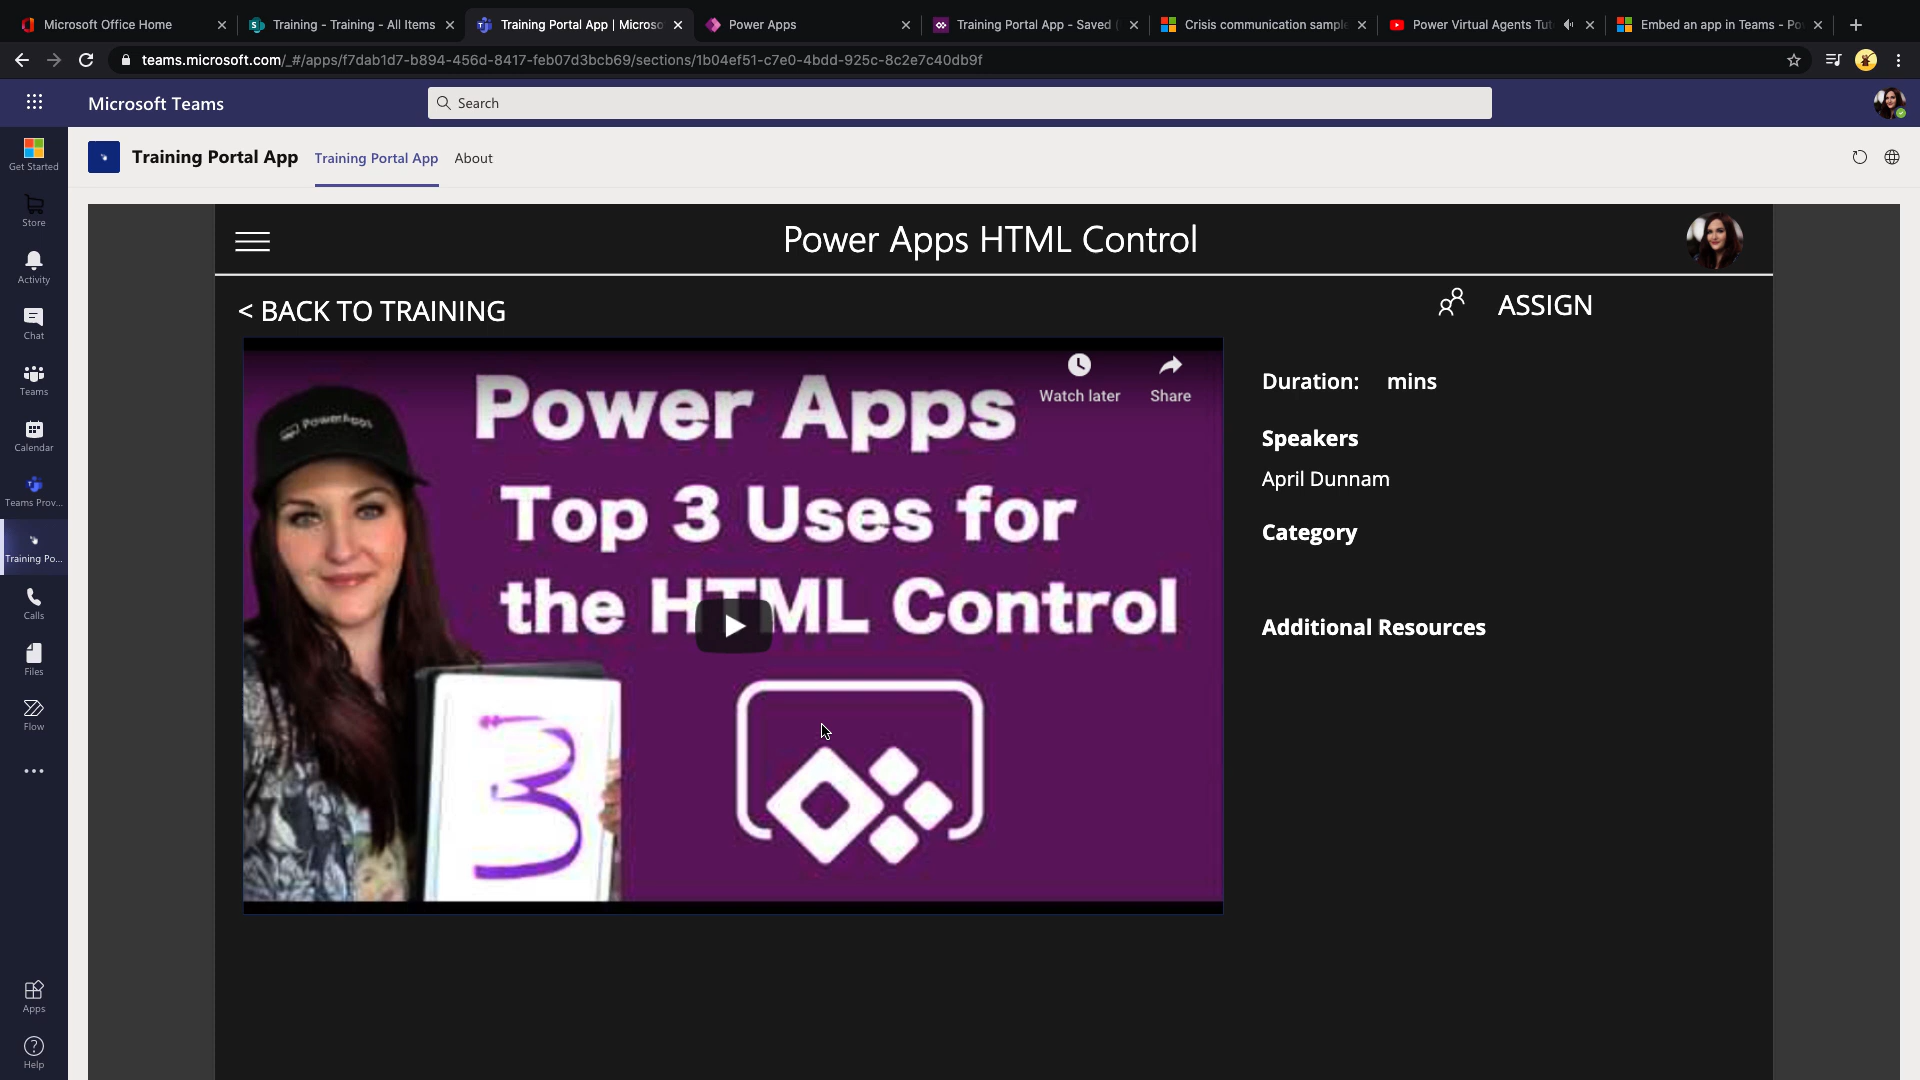 Microsoft Office Home
Training - Training - All Items
Training Portal App | Microso
Power Apps
Training Portal App - Saved (
Crisis communication sample
Power Virtual Agents Tut
Embed an app in Teams - Po
teams.microsoft.com/_#/apps/f7dab1d7-b894-456d-8417-feb07d3bcb69/sections/1b04ef51-c7e0-4bdd-925c-8c2e7c40db9f
Microsoft Teams
Search
Get Started
Store
Activity
Chat
Teams
Calendar
Teams Prov...
Training Po...
Calls
Files
Flow
Apps
Help
Training Portal App
Training Portal App
About
Power Apps HTML Control
< BACK TO TRAINING
ASSIGN
Power Apps
Top 3 Uses for
the HTML Control
Watch later
Share
PowerApps
3
Duration: mins
Speakers
April Dunnam
Category
Additional Resources